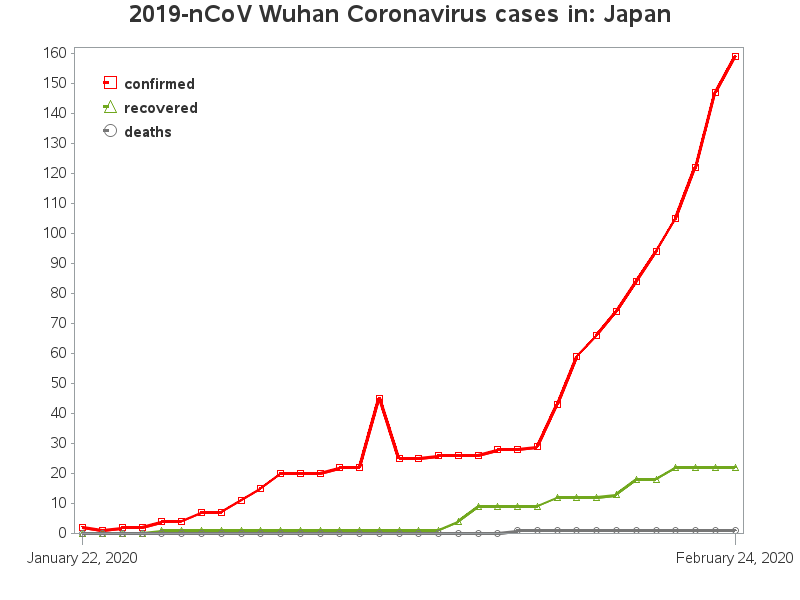 2019-nCoV Wuhan Coronavirus cases in: Japan
160
150
140
130
120
110
100
90
80
70
60
50
40
30
20
10
0
confirmed
recovered
deaths
January 22, 2020
February 24, 2020